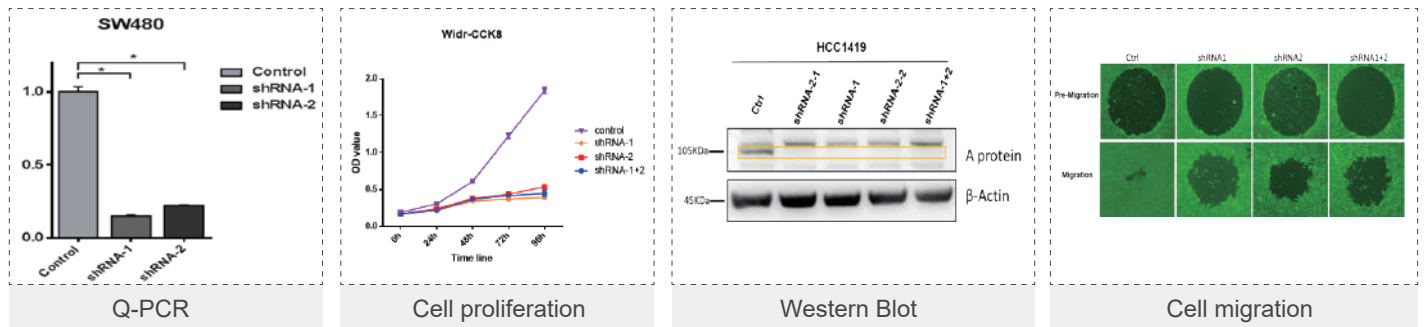 SW480
*
*
Control
shRNA-1
shRNA-2
1.0
0.5
0.0
Control
shRNA-1
shRNA-2
Q-PCR
Widr-CCK8
OD value
2.0
1.5
1.0
0.5
0.0
0h
24h
48h
72h
96h
Time line
control
shRNA-1
shRNA-2
shRNA-1+2
Cell proliferation
HCC1419
Ctrl
shRNA-2-1
shRNA-1
shRNA-2-2
shRNA-1+2
105KDa
A protein
45KDa
β-Actin
Western Blot
Ctrl
shRNA1
shRNA2
shRNA1+2
Pre-Migration
Migration
Cell migration